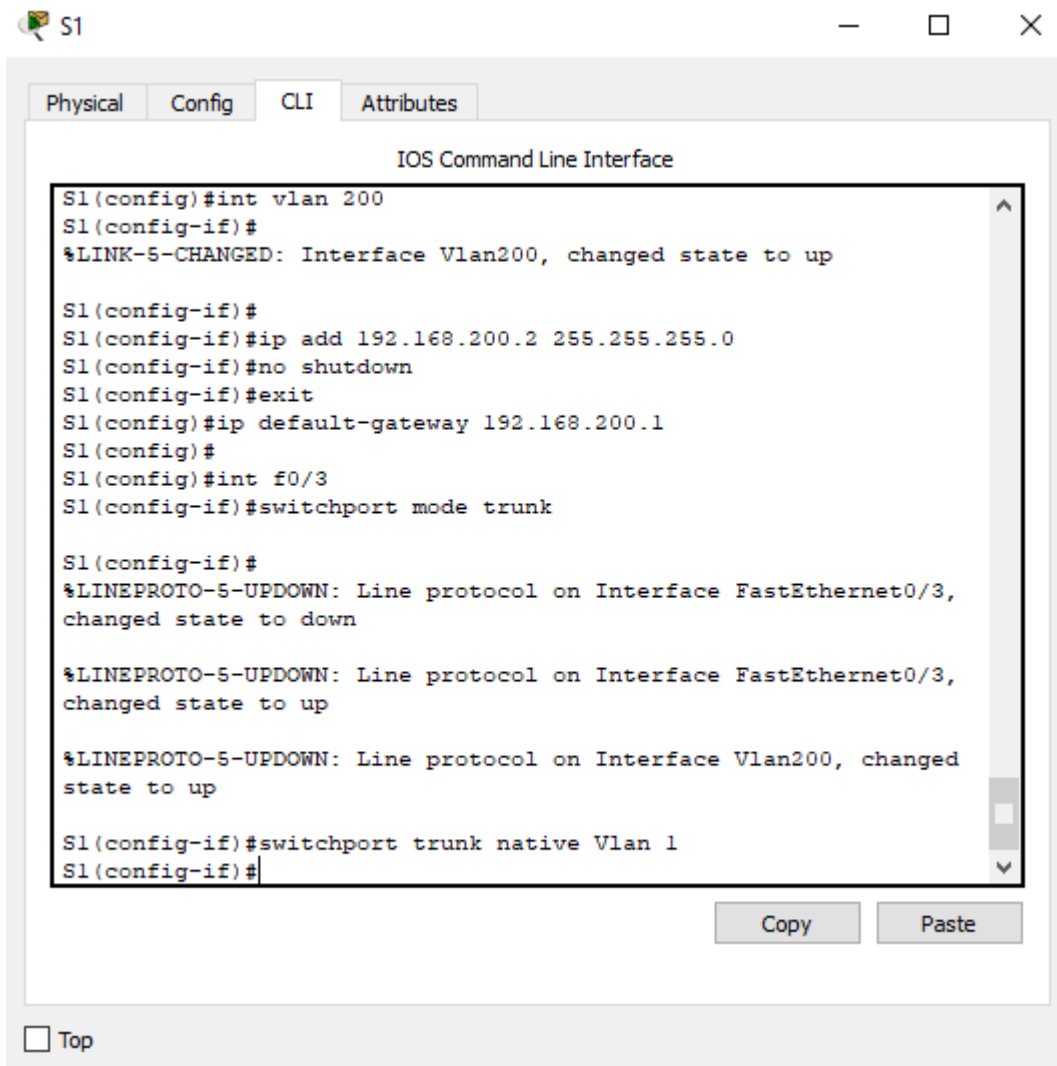 S1
Physical
Config
CLI
Attributes
IOS Command Line Interface
S1(config)#int vlan 200
S1(config-if)#
%LINK-5-CHANGED: Interface Vlan200, changed state to up
S1(config-if)#
S1(config-if)#ip add 192.168.200.2 255.255.255.0
S1(config-if)#no shutdown
S1(config-if)#exit
S1(config)#ip default-gateway 192.168.200.1
S1(config)#
S1(config)#int f0/3
S1(config-if)#switchport mode trunk
S1(config-if)#
%LINEPROTO-5-UPDOWN: Line protocol on Interface FastEthernet0/3,
changed state to down
%LINEPROTO-5-UPDOWN: Line protocol on Interface FastEthernet0/3,
changed state to up
%LINEPROTO-5-UPDOWN: Line protocol on Interface Vlan200, changed
state to up
S1(config-if)#switchport trunk native Vlan 1
S1(config-if)#
Copy
Paste
Top